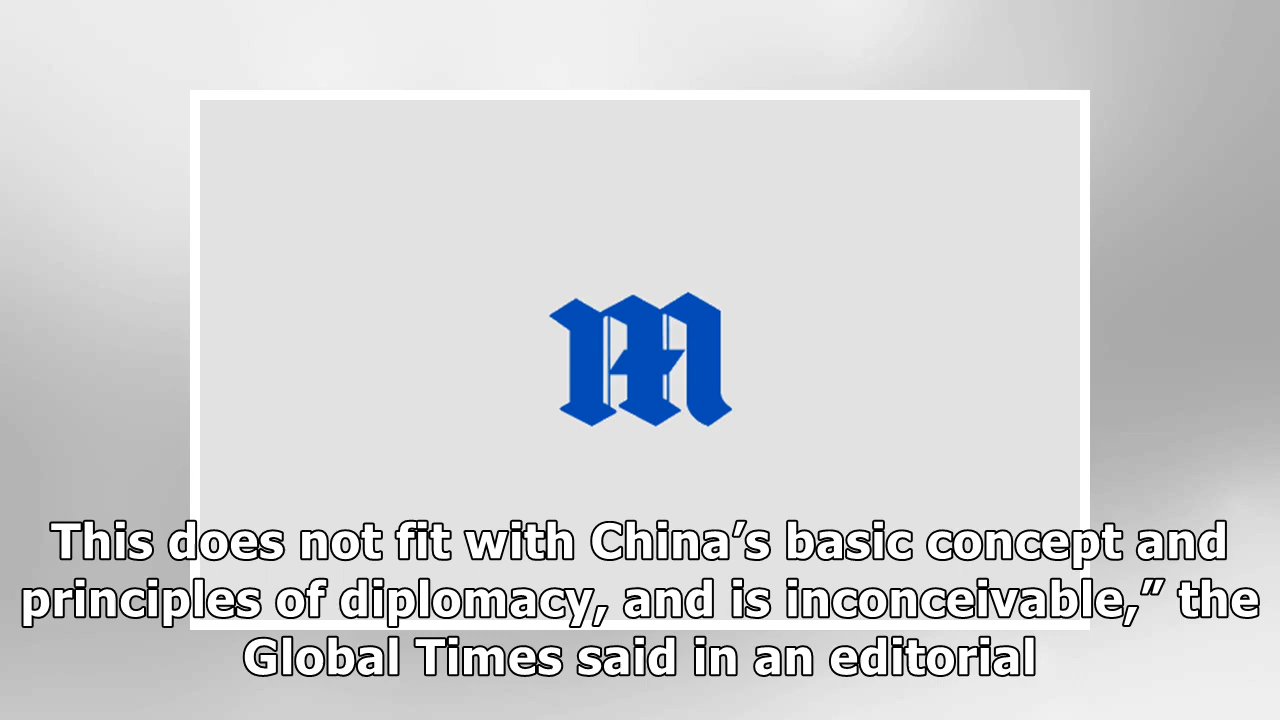 m
This does not fit with China’s basic concept and
principles of diplomacy, and is inconceivable,” the
Global Times said in an editorial